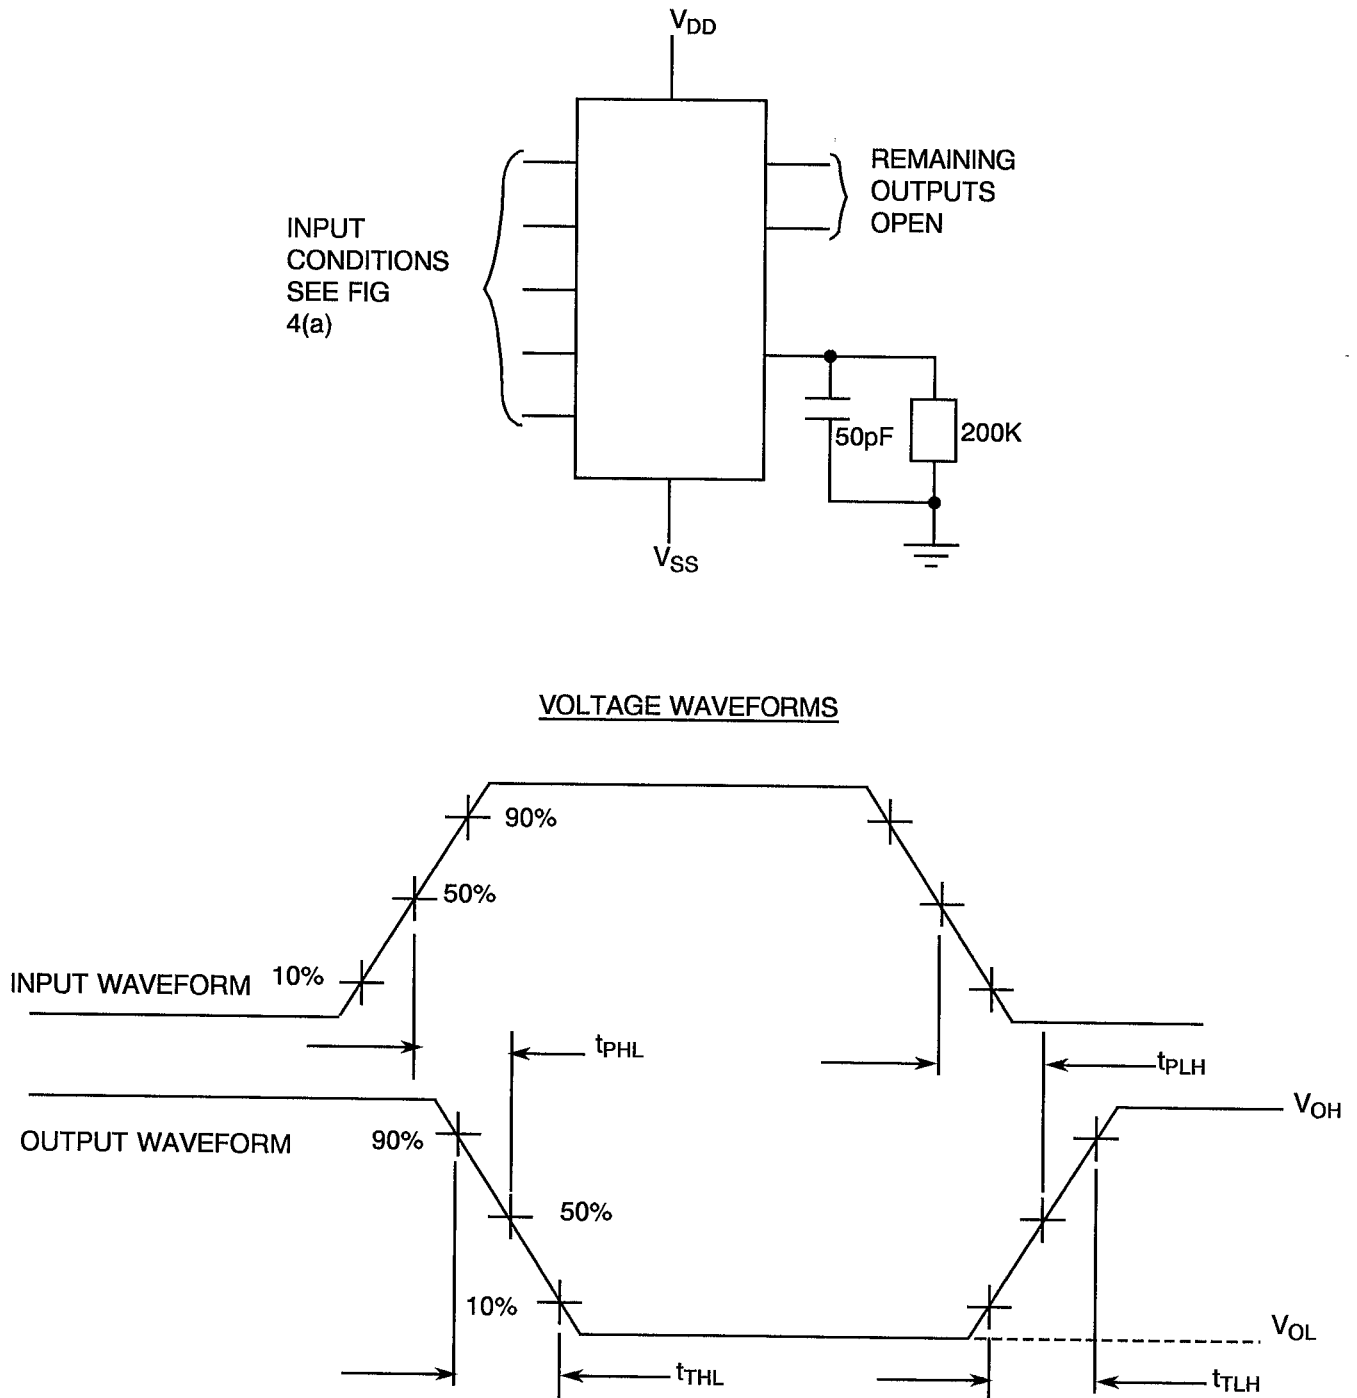 VDD
REMAINING
OUTPUTS
OPEN
INPUT
CONDITIONS
SEE FIG
4(a)
50pF
200K
VSS
VOLTAGE WAVEFORMS
90%
50%
INPUT WAVEFORM 10%
tPHL
tPLH
VOH
OUTPUT WAVEFORM 90%
50%
10%
VOL
tTHL
tTLH